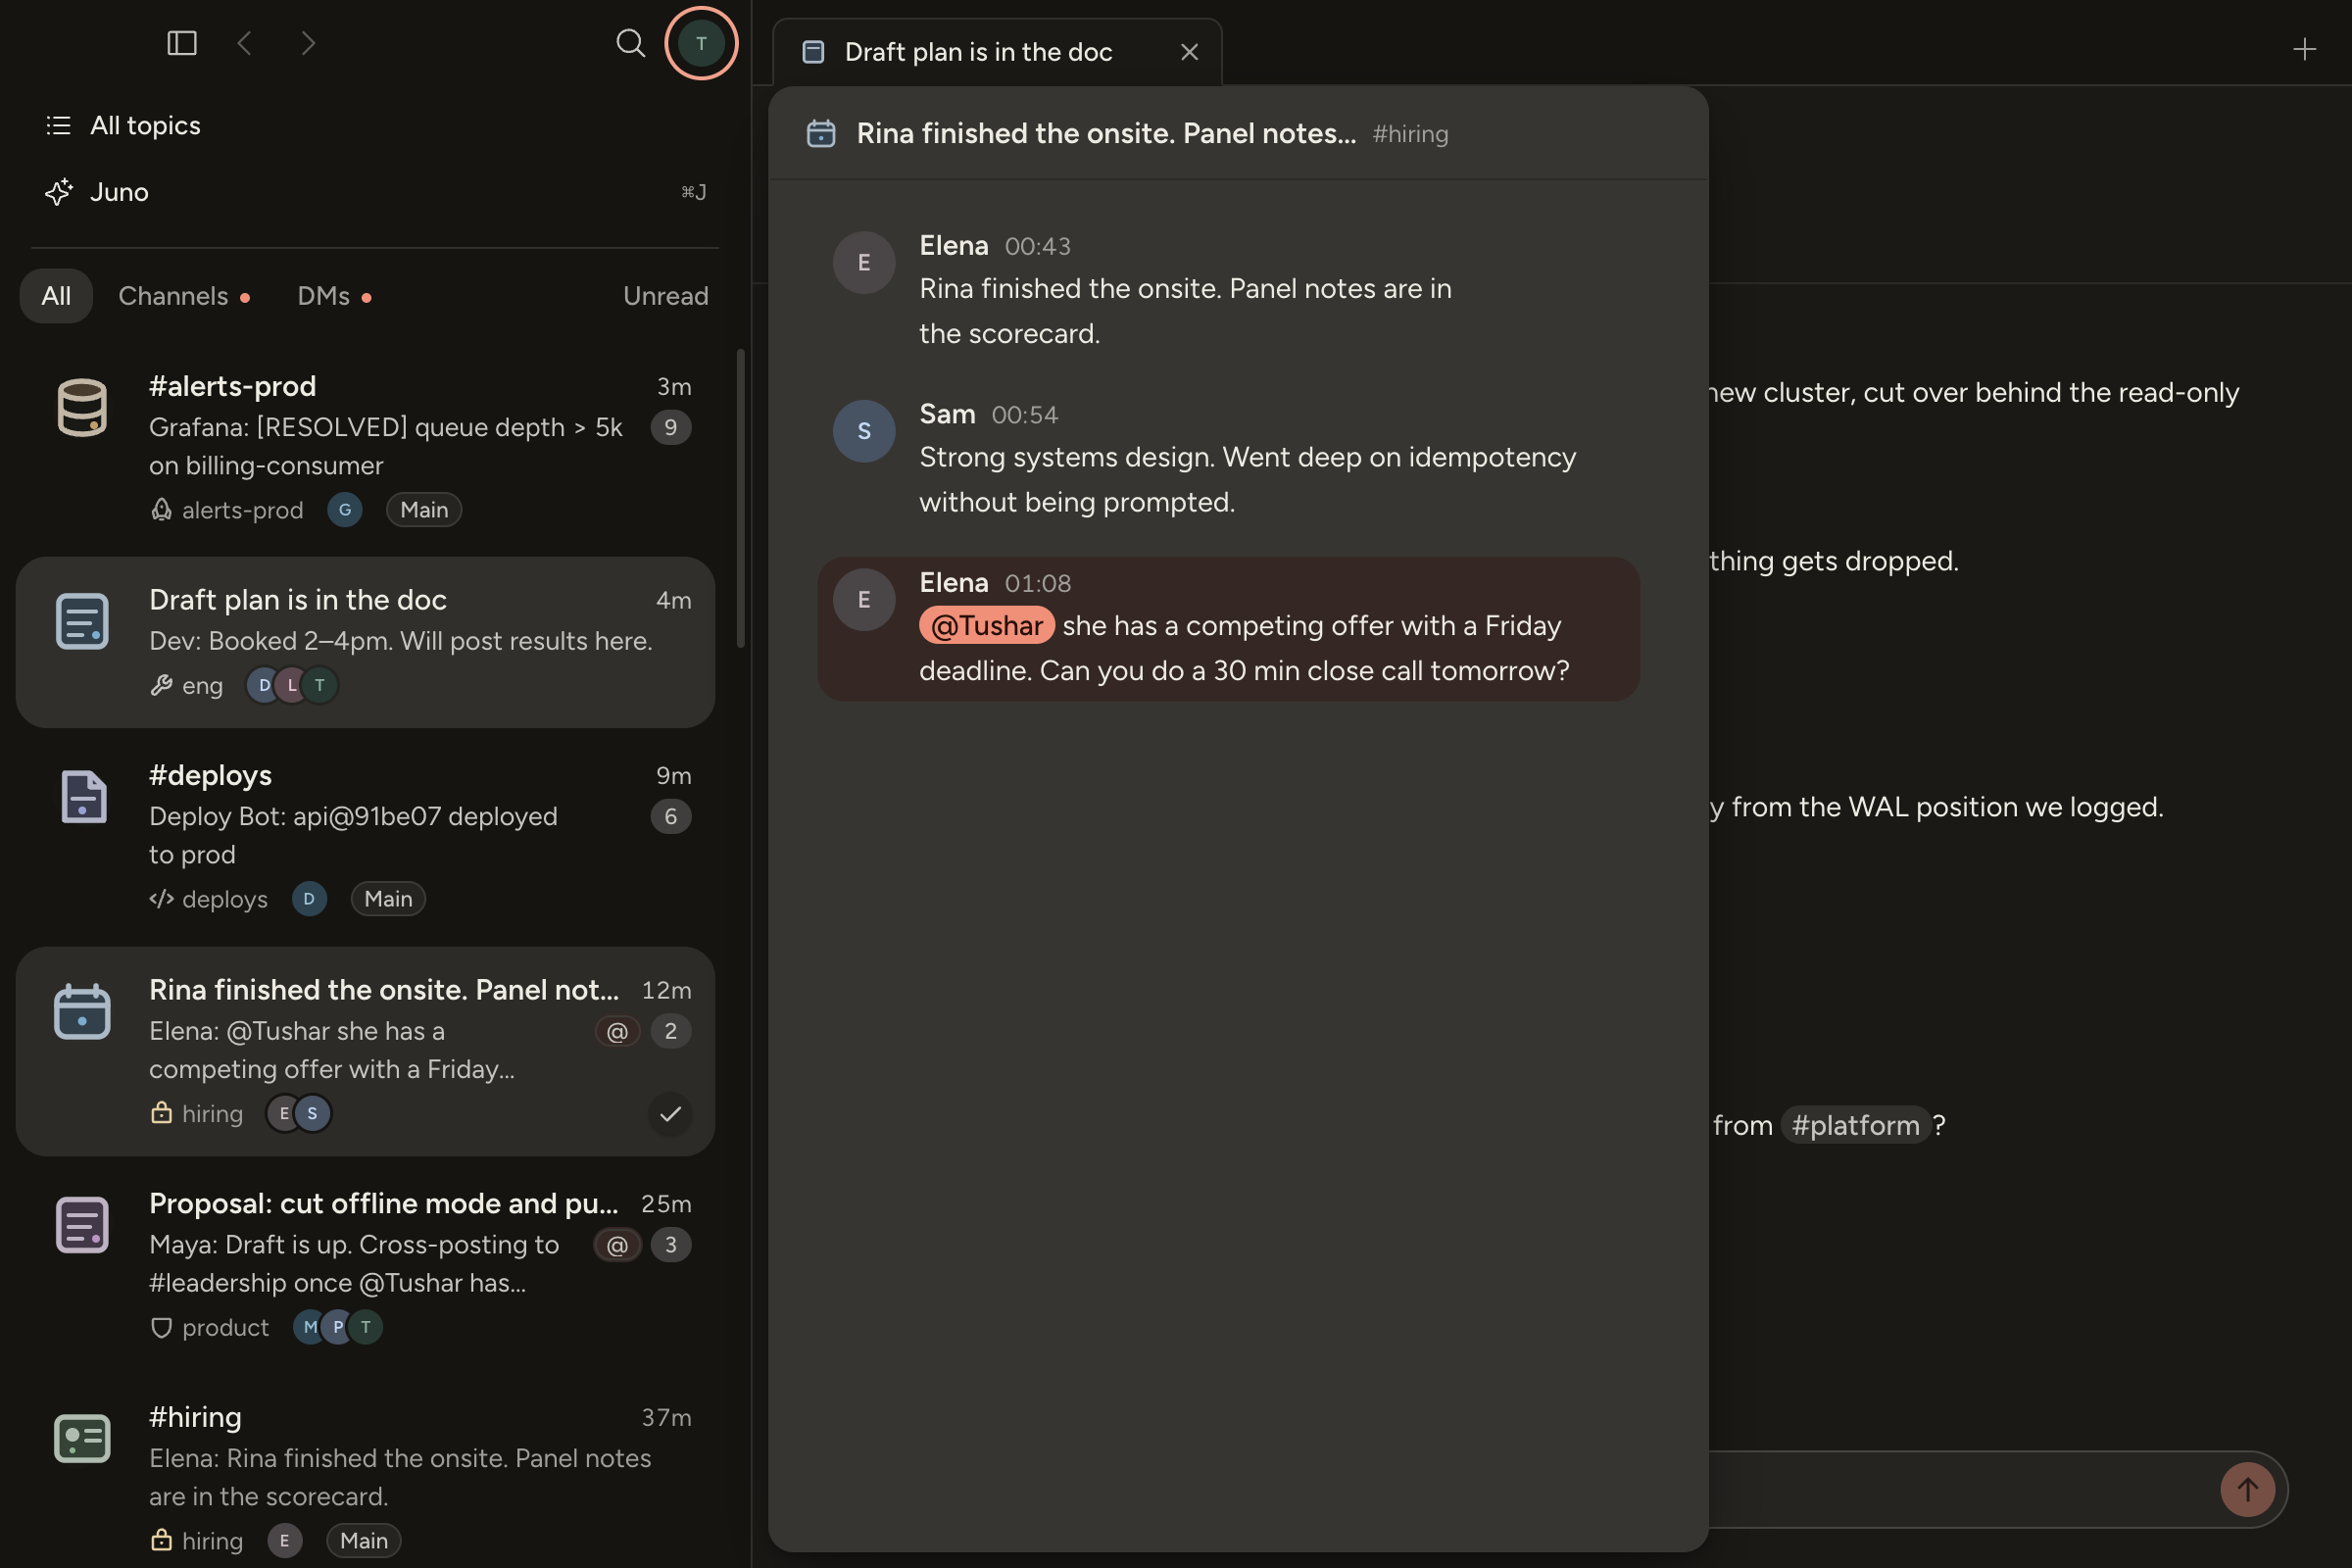 T
All topics
Juno ⌘J
All Channels DMs Unread
#alerts-prod 3m
Grafana: [RESOLVED] queue depth > 5k 9
on billing-consumer
alerts-prod G Main
Draft plan is in the doc 4m
Dev: Booked 2–4pm. Will post results here.
eng D L T
#deploys 9m
Deploy Bot: api@91be07 deployed 6
to prod
deploys D Main
Rina finished the onsite. Panel not... 12m
Elena: @Tushar she has a @ 2
competing offer with a Friday...
hiring E S
Proposal: cut offline mode and pu... 25m
Maya: Draft is up. Cross-posting to @ 3
#leadership once @Tushar has...
product M P T
#hiring 37m
Elena: Rina finished the onsite. Panel notes
are in the scorecard.
hiring E Main
Draft plan is in the doc
Rina finished the onsite. Panel notes... #hiring
E Elena 00:43
Rina finished the onsite. Panel notes are in
the scorecard.
S Sam 00:54
Strong systems design. Went deep on idempotency
without being prompted.
E Elena 01:08
@Tushar she has a competing offer with a Friday
deadline. Can you do a 30 min close call tomorrow?
new cluster, cut over behind the read-only
thing gets dropped.
y from the WAL position we logged.
from #platform ?